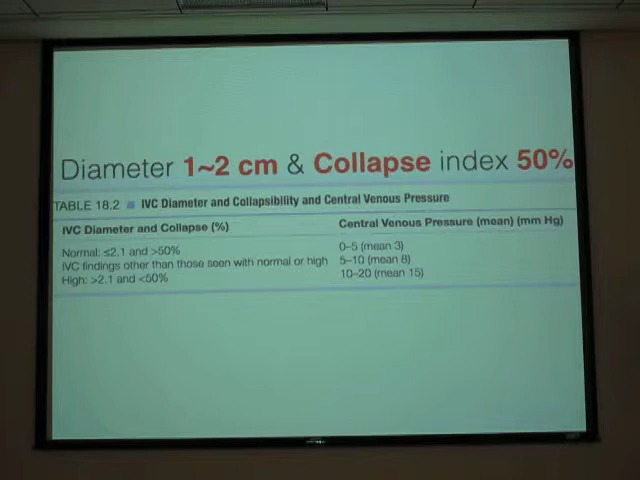 Diameter 1~2 cm & Collapse index 50%
TABLE 18.2 ■ IVC Diameter and Collapsibility and Central Venous Pressure
IVC Diameter and Collapse (%) Central Venous Pressure (mean) (mm Hg)
Normal: ≤2.1 and >50% 0–5 (mean 3)
IVC findings other than those seen with normal or high 5–10 (mean 8)
High: >2.1 and <50% 10–20 (mean 15)